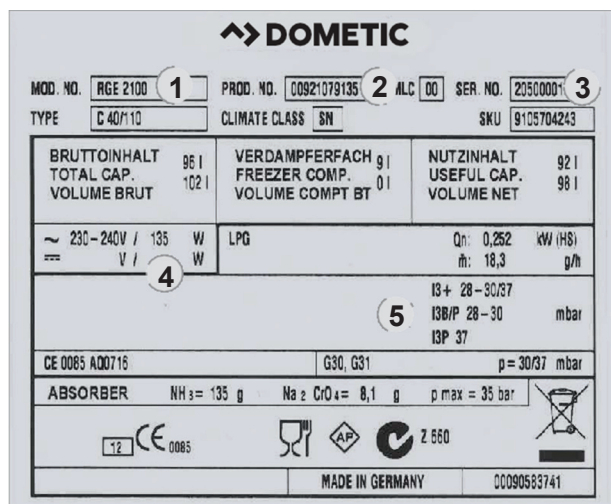 DOMETIC
MOD. NO. RGE 2100 1 PROD. NO. 00921079135 2 MLC 00 SER. NO. 20500001 3
TYPE C 40/110 CLIMATE CLASS SN SKU 9105704243
BRUTTOINHALT 96 l VERDAMPFERFACH 9 l NUTZINHALT 92 l
TOTAL CAP. 102 l FREEZER COMP. 0 l USEFUL CAP. 98 l
VOLUME BRUT VOLUME COMPT BT VOLUME NET
~ 230-240V / 135 W LPG Qn: 0,252 kW (HS)
V / W ṁ: 18,3 g/h
4
I3+ 28-30/37
5 I3B/P 28-30 mbar
I3P 37
CE 0085 AQ0716 G30, G31 p=30/37 mbar
ABSORBER NH3= 135 g Na2 CrO4= 8,1 g p max = 35 bar
12 CE 0085 AP Z 660
MADE IN GERMANY 00090583741